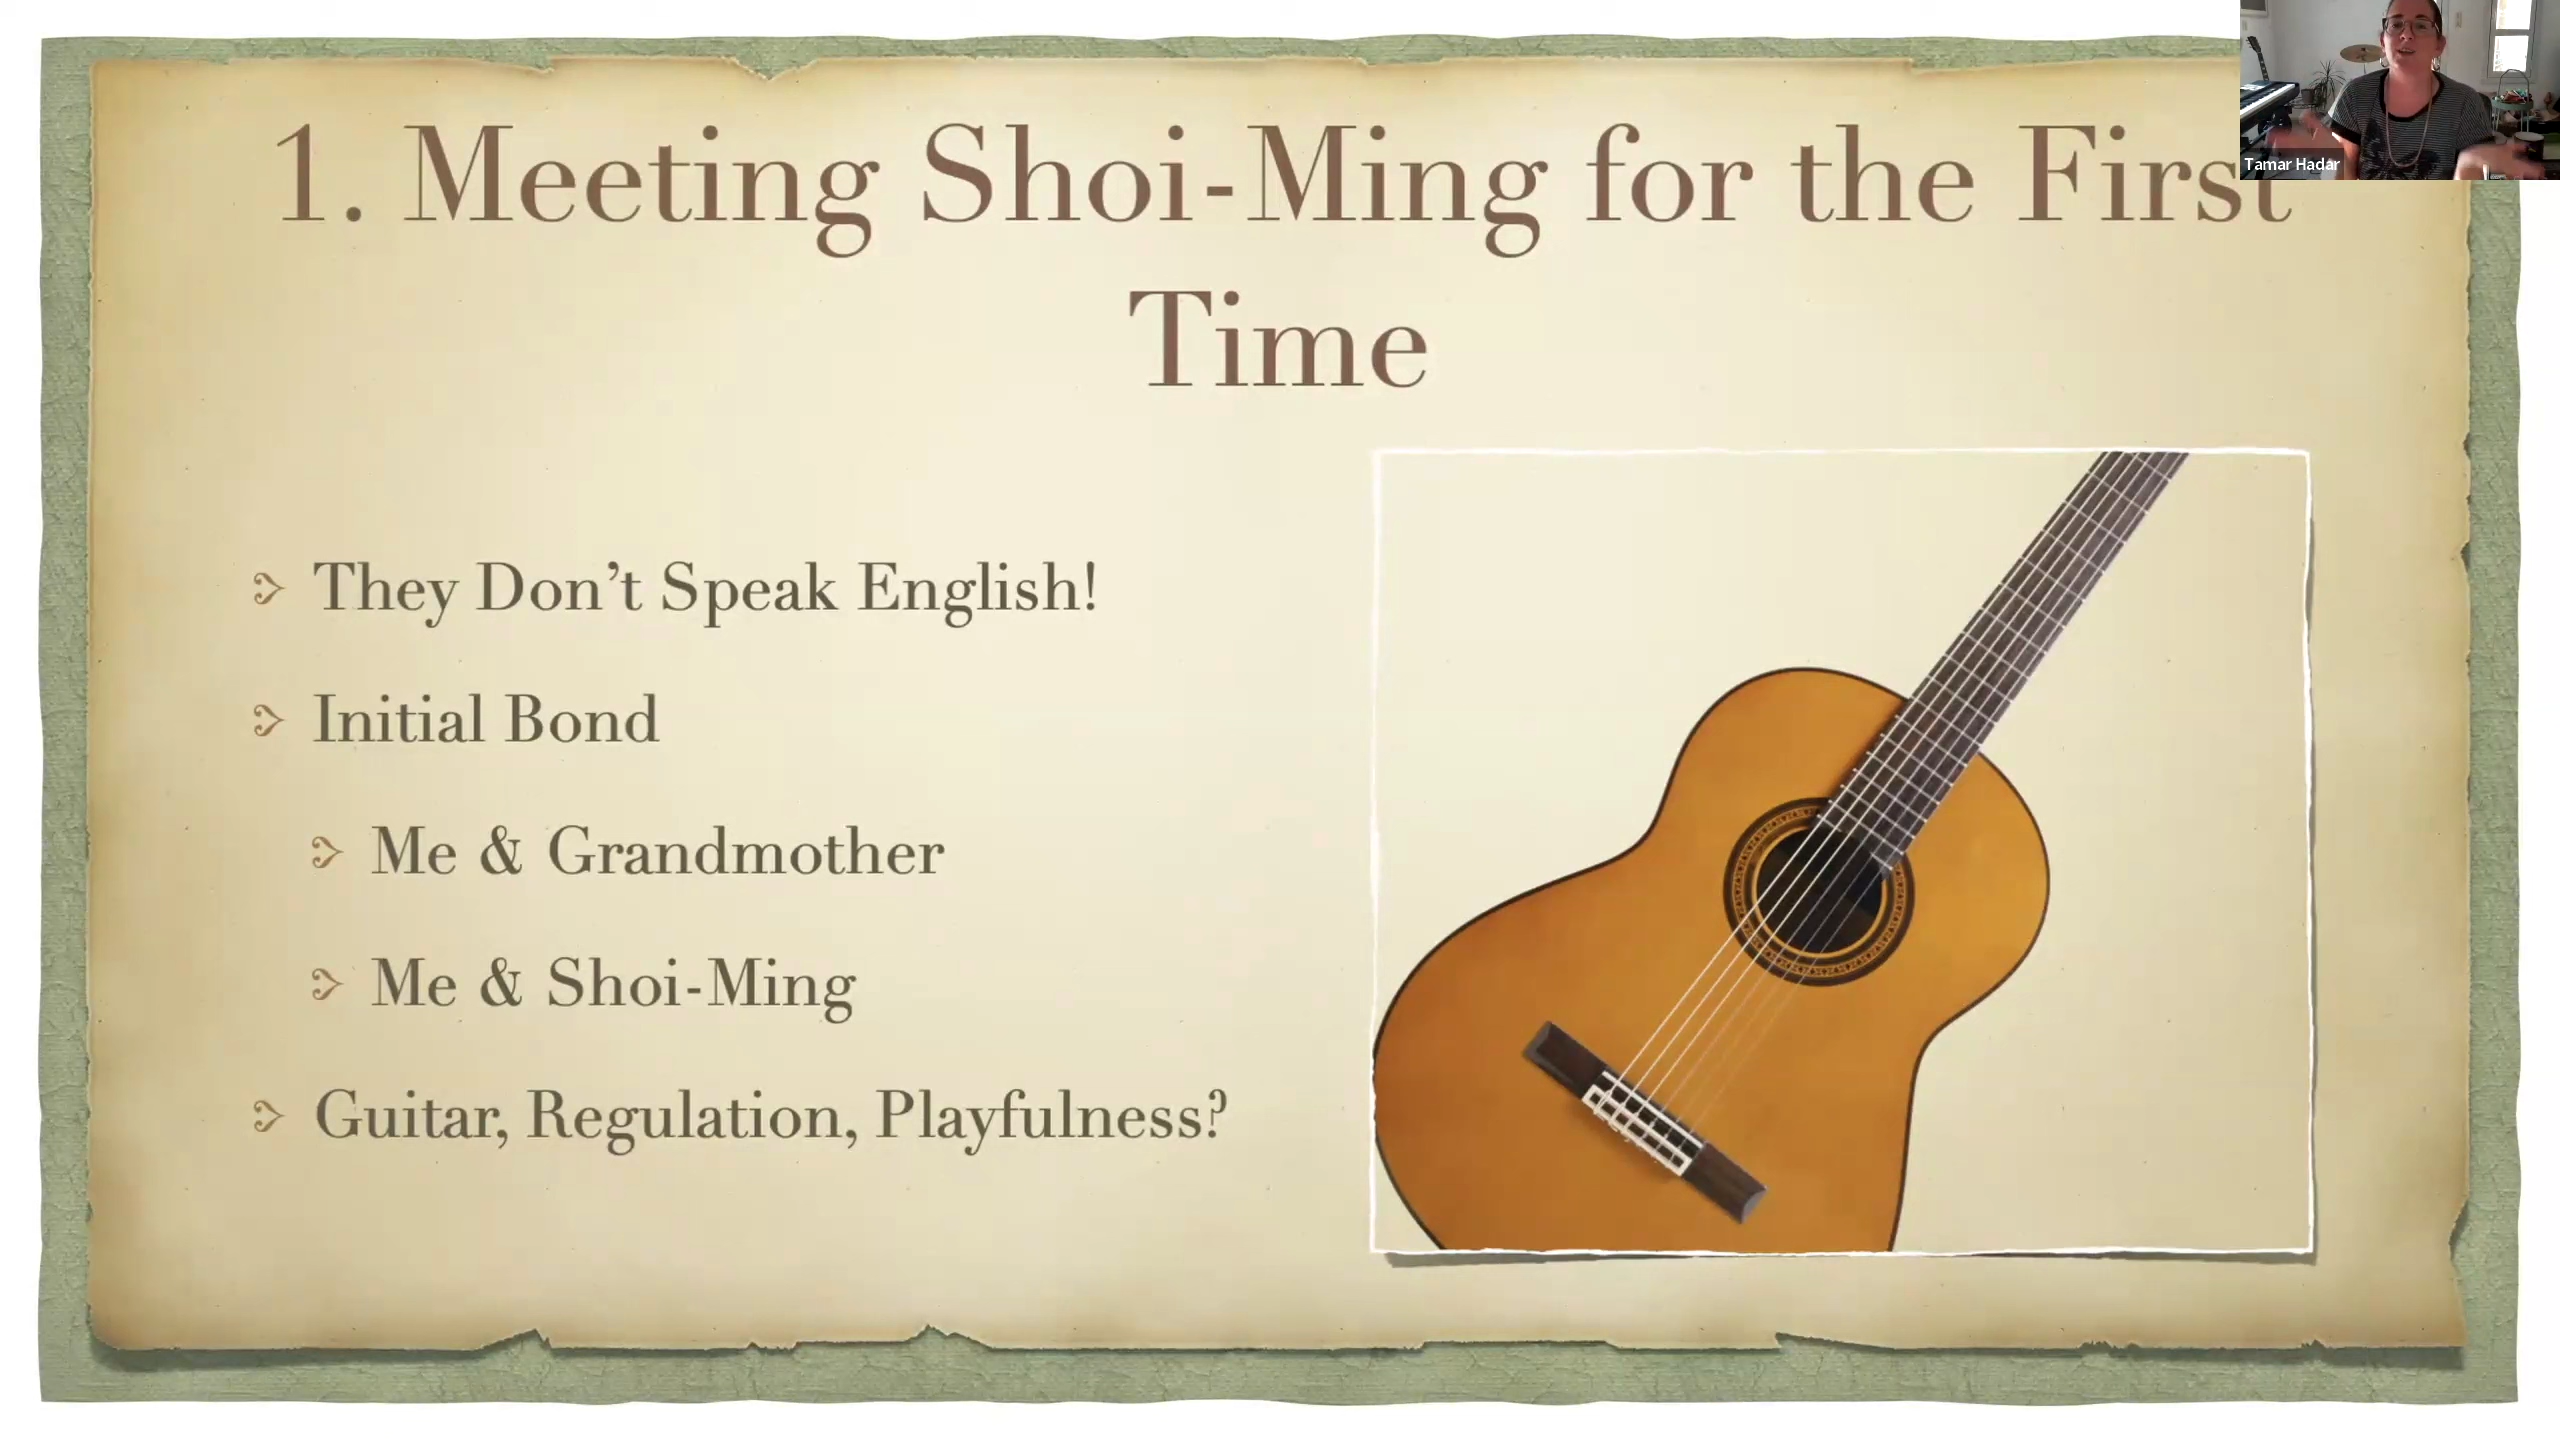 1. Meeting Shoi-Ming for the First
Time
Tamar Hadar
They Don’t Speak English!
Initial Bond
Me & Grandmother
Me & Shoi-Ming
Guitar, Regulation, Playfulness?